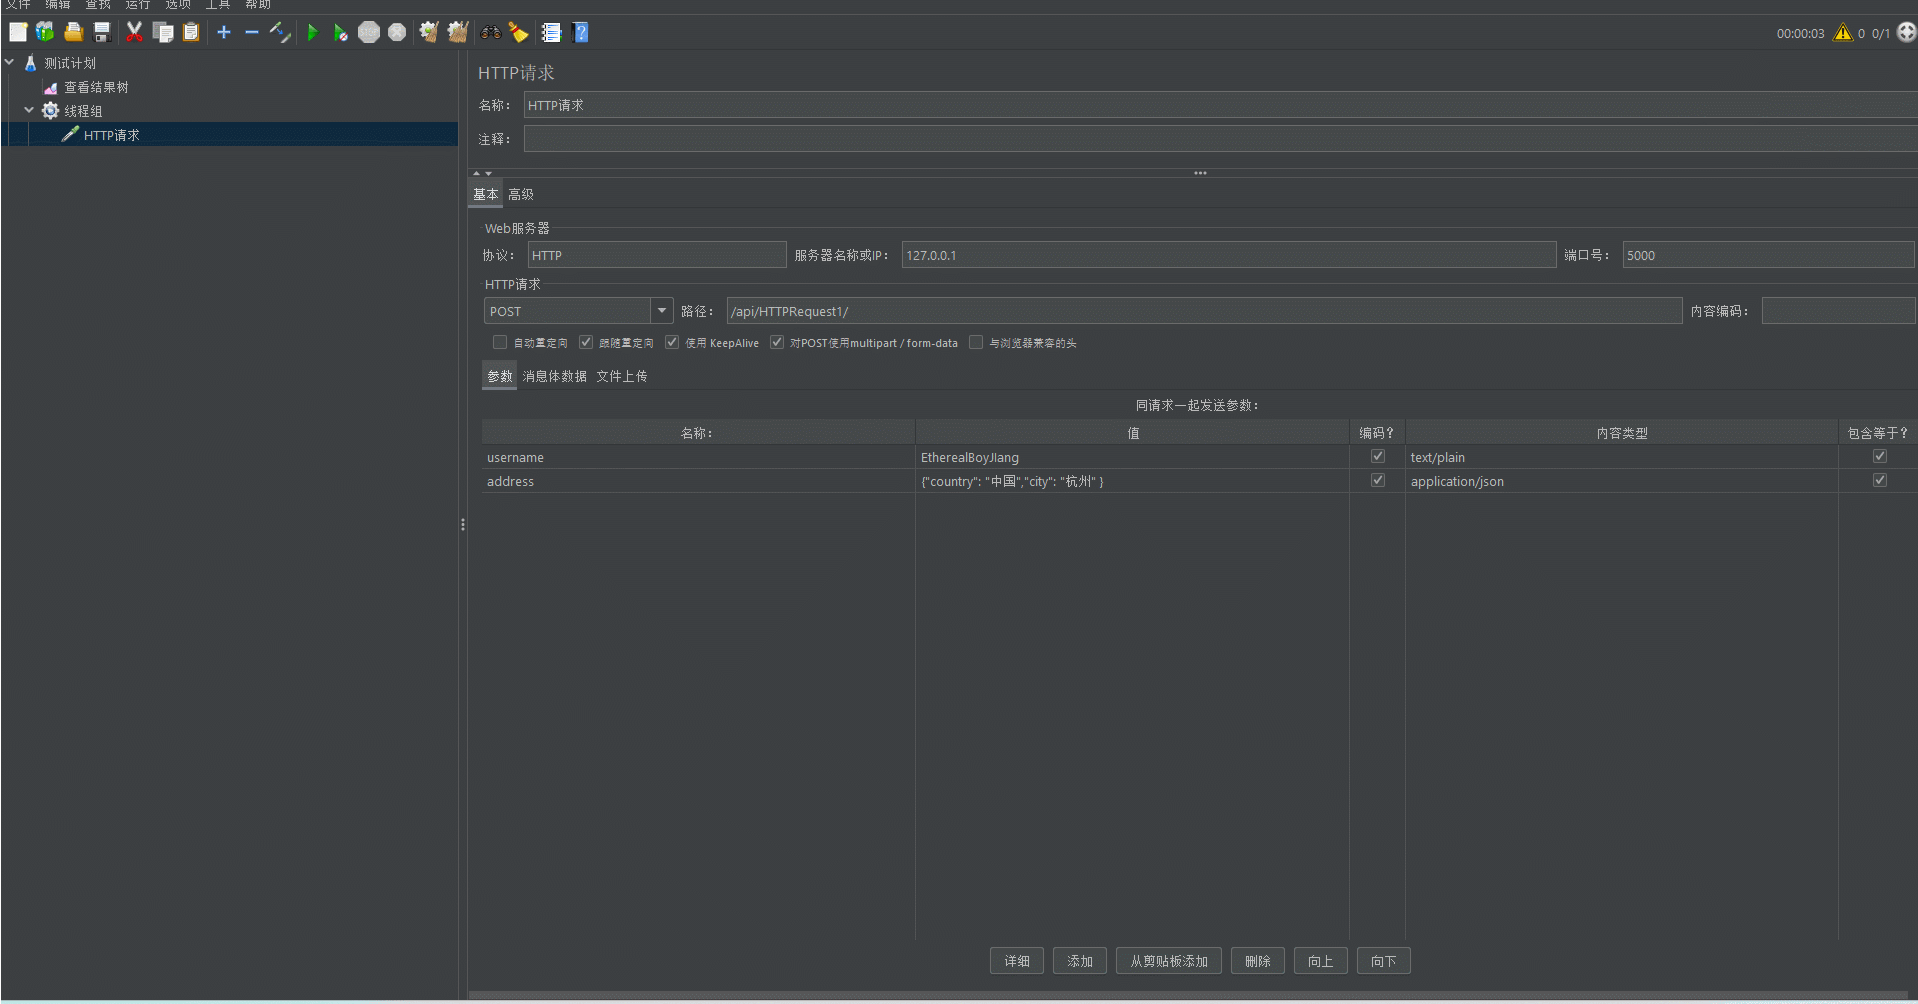 文件 编辑 查找 运行 选项 工具 帮助
00:00:03 0 0/1
测试计划
查看结果树
线程组
HTTP请求
HTTP请求
名称： HTTP请求
注释：
基本 高级
Web服务器
协议： HTTP 服务器名称或IP： 127.0.0.1 端口号： 5000
HTTP请求
POST 路径： /api/HTTPRequest1/ 内容编码：
自动重定向 跟随重定向 使用 KeepAlive 对POST使用multipart / form-data 与浏览器兼容的头
参数 消息体数据 文件上传
同请求一起发送参数：
名称： 值 编码？ 内容类型 包含等于？
username EtherealBoyJIang text/plain
address {"country": "中国","city": "杭州" } application/json
详细 添加 从剪贴板添加 删除 向上 向下